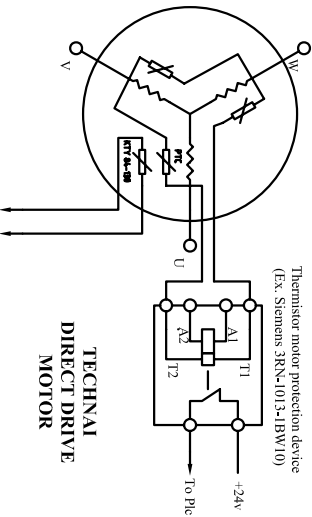 V
W
PTC
KTY 84-130
U
Thermistor motor protection device
(Ex. Siemens 3RN-1013-1BW10)
A1
A2
T1
T2
+24v
To Plc
TECHNAI
DIRECT DRIVE
MOTOR